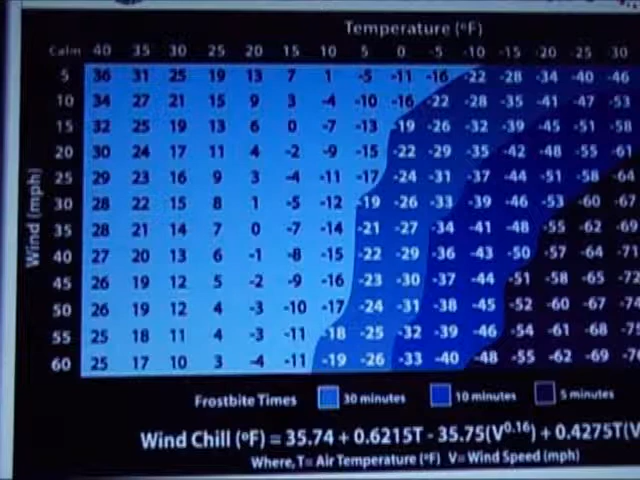 Temperature (ºF)
Calm 40 35 30 25 20 15 10 5 0 -5 -10 -15 -20 -25 -30
5 36 31 25 19 13 7 1 -5 -11 -16 -22 -28 -34 -40 -46
10 34 27 21 15 9 3 -4 -10 -16 -22 -28 -35 -41 -47 -53
15 32 25 19 13 6 0 -7 -13 -19 -26 -32 -39 -45 -51 -58
20 30 24 17 11 4 -2 -9 -15 -22 -29 -35 -42 -48 -55 -61
25 29 23 16 9 3 -4 -11 -17 -24 -31 -37 -44 -51 -58 -64
30 28 22 15 8 1 -5 -12 -19 -26 -33 -39 -46 -53 -60 -67
35 28 21 14 7 0 -7 -14 -21 -27 -34 -41 -48 -55 -62 -69
40 27 20 13 6 -1 -8 -15 -22 -29 -36 -43 -50 -57 -64 -71
45 26 19 12 5 -2 -9 -16 -23 -30 -37 -44 -51 -58 -65 -72
50 26 19 12 4 -3 -10 -17 -24 -31 -38 -45 -52 -60 -67 -74
55 25 18 11 4 -3 -11 -18 -25 -32 -39 -46 -54 -61 -68 -75
60 25 17 10 3 -4 -11 -19 -26 -33 -40 -48 -55 -62 -69 -76
Wind (mph)
Frostbite Times 30 minutes 10 minutes 5 minutes
Wind Chill (ºF) = 35.74 + 0.6215T - 35.75(V0.16) + 0.4275T(V
Where, T= Air Temperature (ºF) V= Wind Speed (mph)